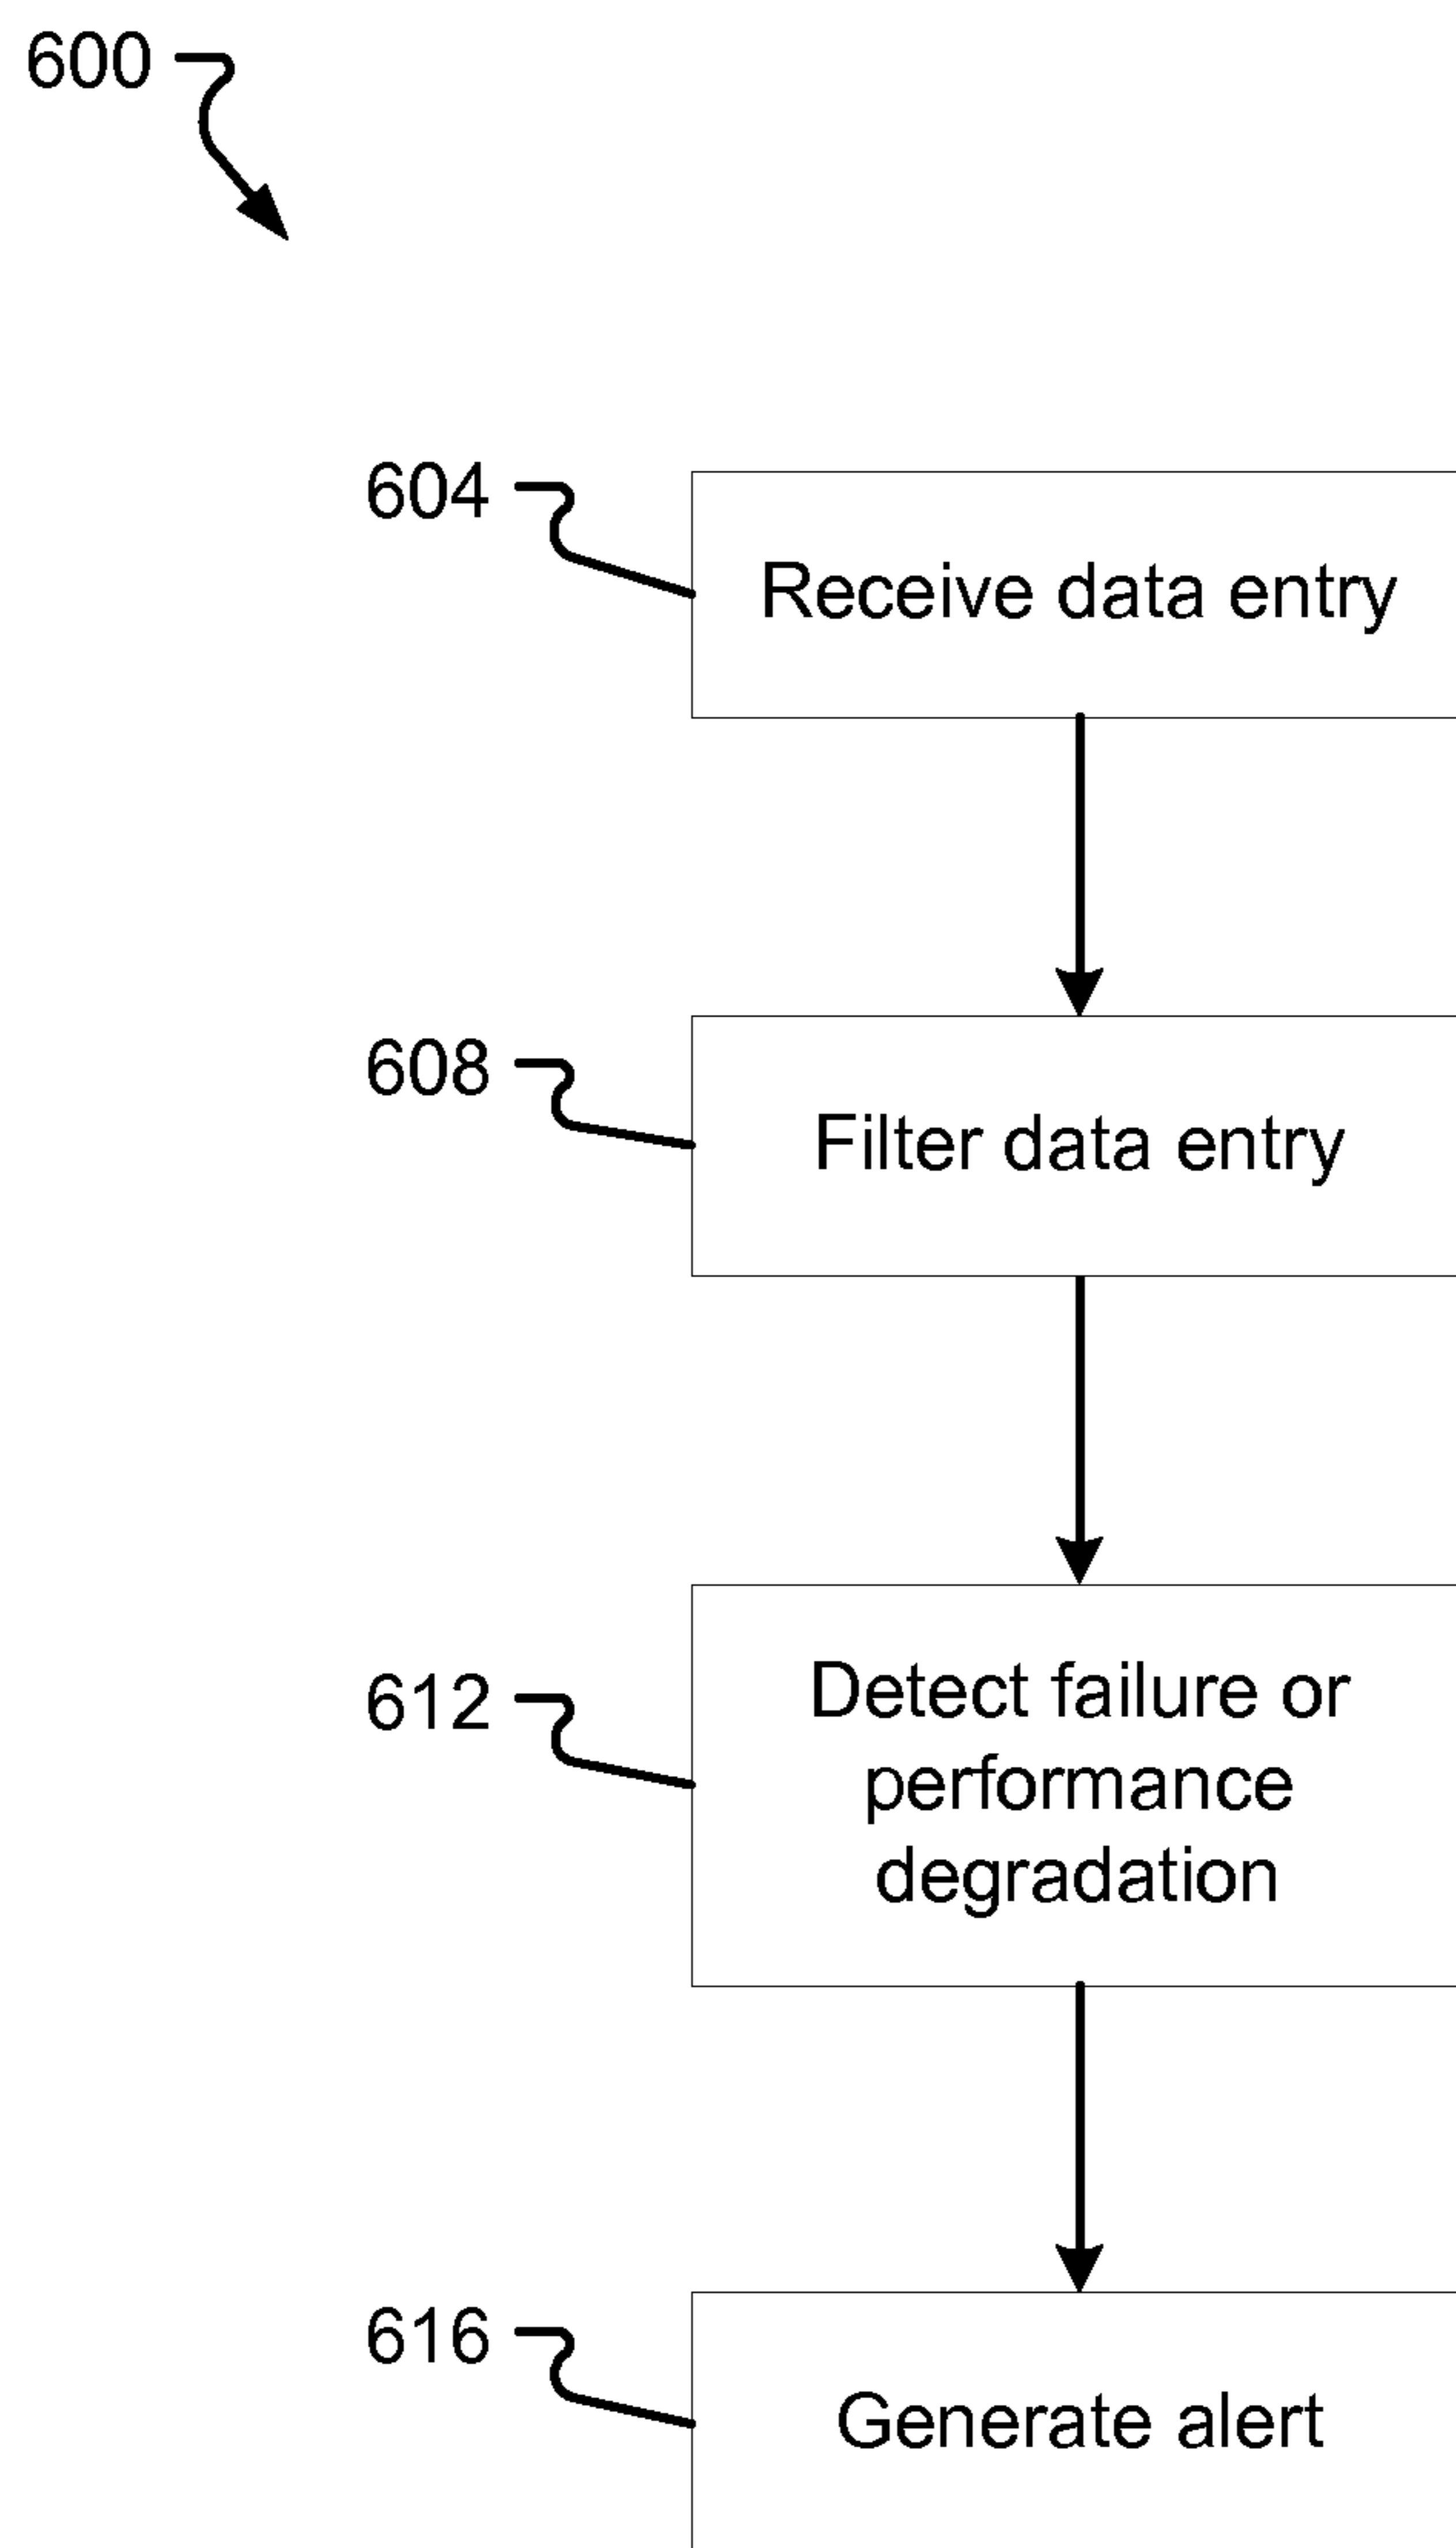 600
604
Receive data entry
608
Filter data entry
612
Detect failure or
performance
degradation
616
Generate alert